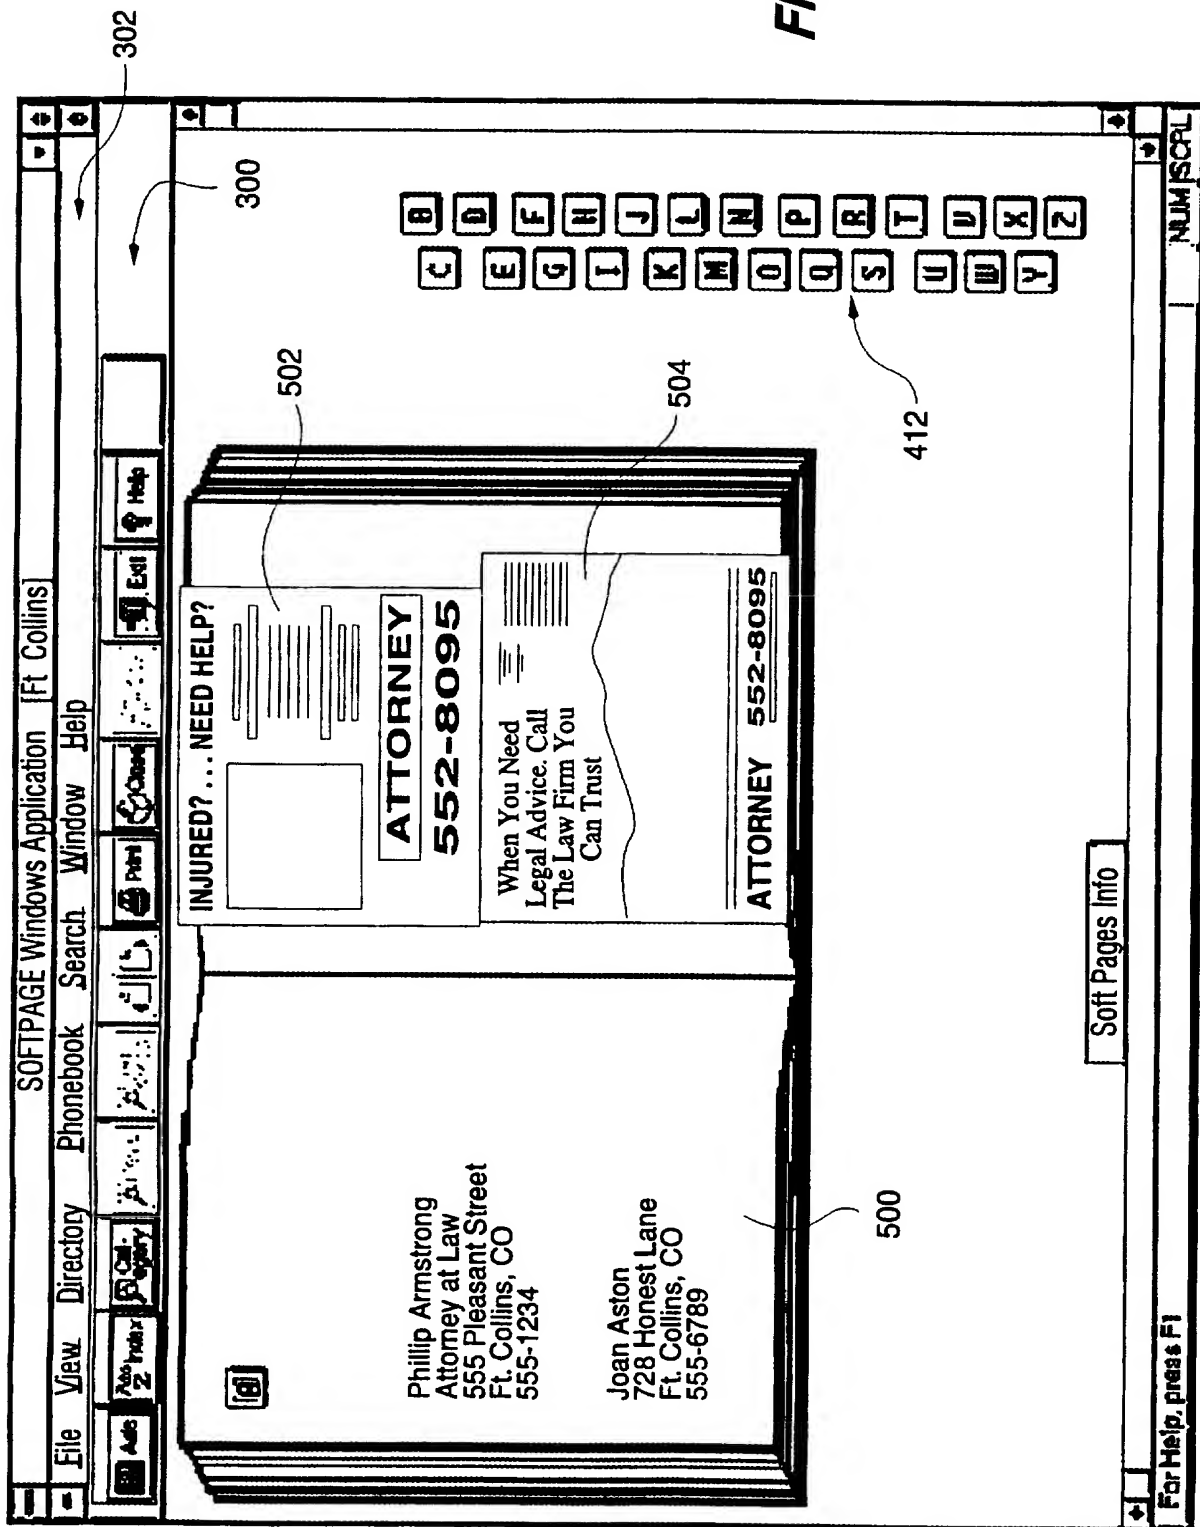 SOFTPAGE Windows Application [Ft Collins]
File View Directory Phonebook Search Window Help
Ads Index Print Close Exit Help
302
300
INJURED?...NEED HELP?
ATTORNEY
552-8095
502
When You Need
Legal Advice. Call
The Law Firm You
Can Trust
ATTORNEY 552-8095
504
Phillip Armstrong
Attorney at Law
555 Pleasant Street
Ft. Collins, CO
555-1234
Joan Aston
728 Honest Lane
Ft. Collins, CO
555-6789
500
B
C D
E F
G H
I J
K L
M N
O P
Q R
S T
U V
W X
Y Z
412
Soft Pages Info
For Help, press F1
NUM SCRL